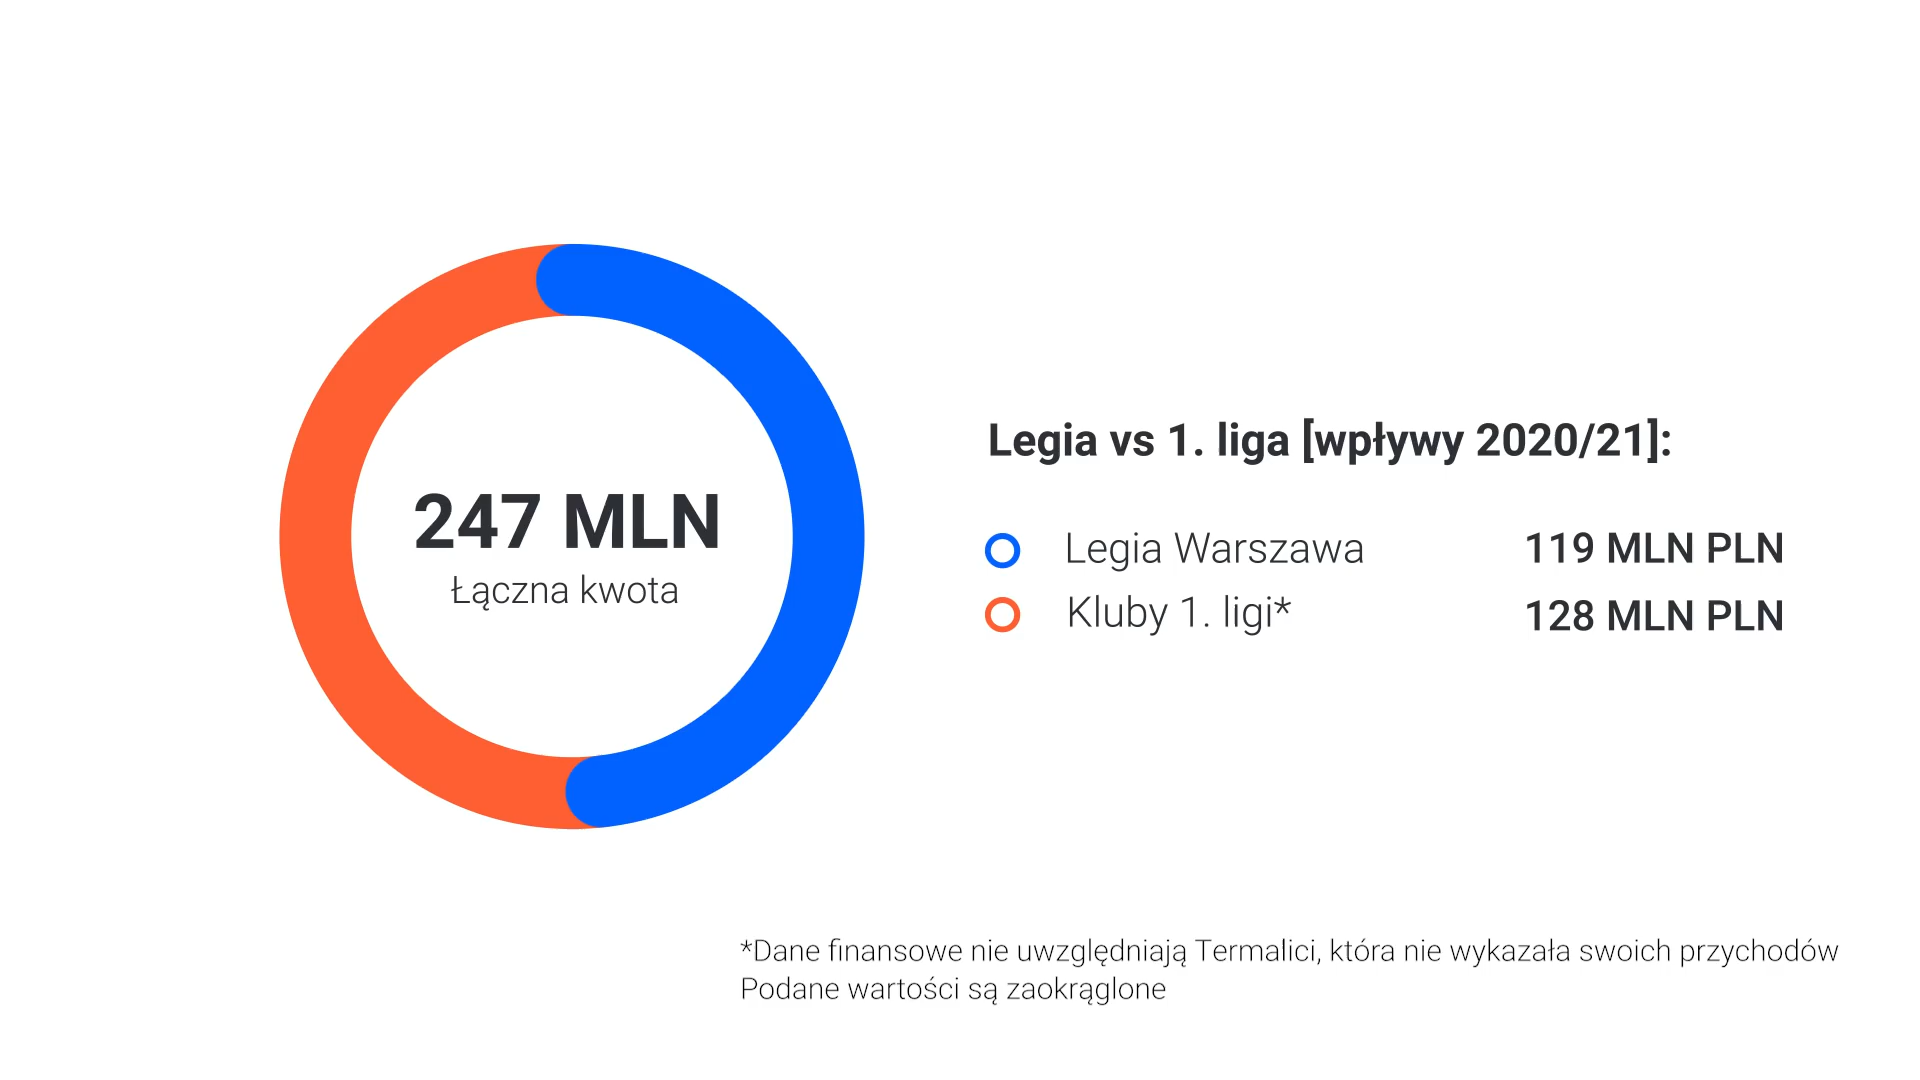 247 MLN
Łączna kwota
Legia vs 1. liga [wpływy 2020/21]:
Legia Warszawa 119 MLN PLN
Kluby 1. ligi* 128 MLN PLN
*Dane finansowe nie uwzględniają Termalici, która nie wykazała swoich przychodów
Podane wartości są zaokrąglone